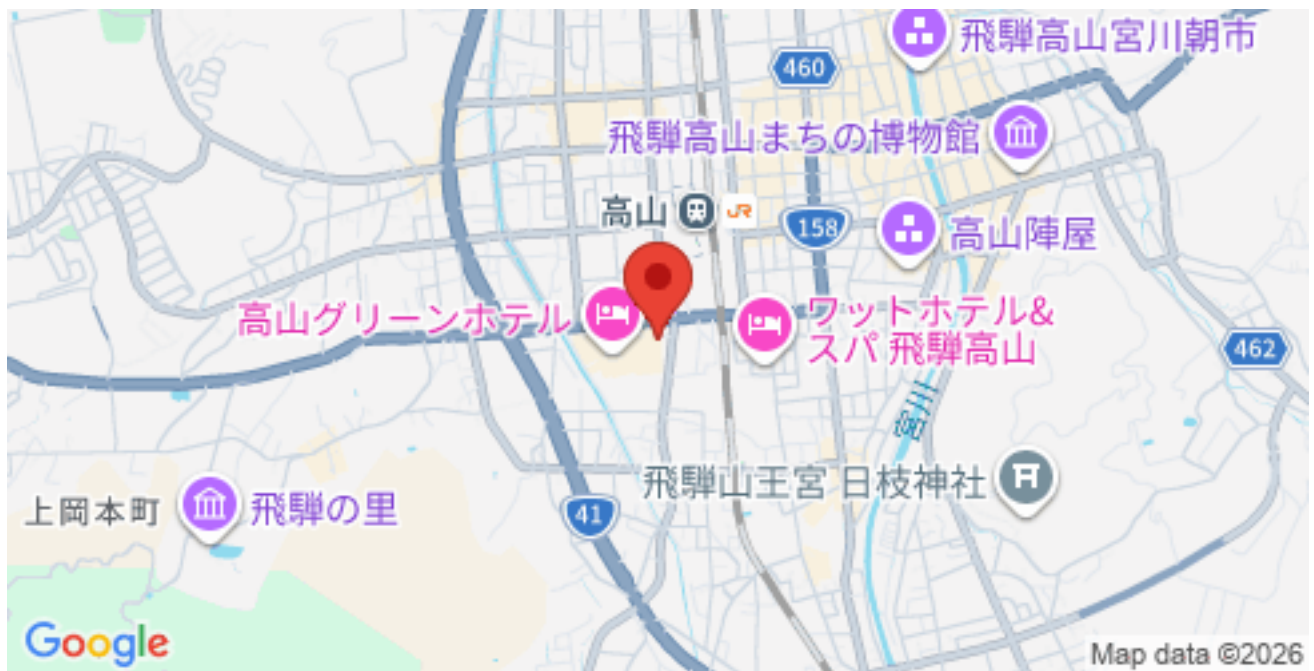 飛騨高山宮川朝市
460
飛騨高山まちの博物館
高山
JR
158
高山陣屋
高山グリーンホテル
ワットホテル&
スパ 飛騨高山
462
宮川
飛騨山王宮 日枝神社
上岡本町
飛騨の里
41
Google
Map data ©2026